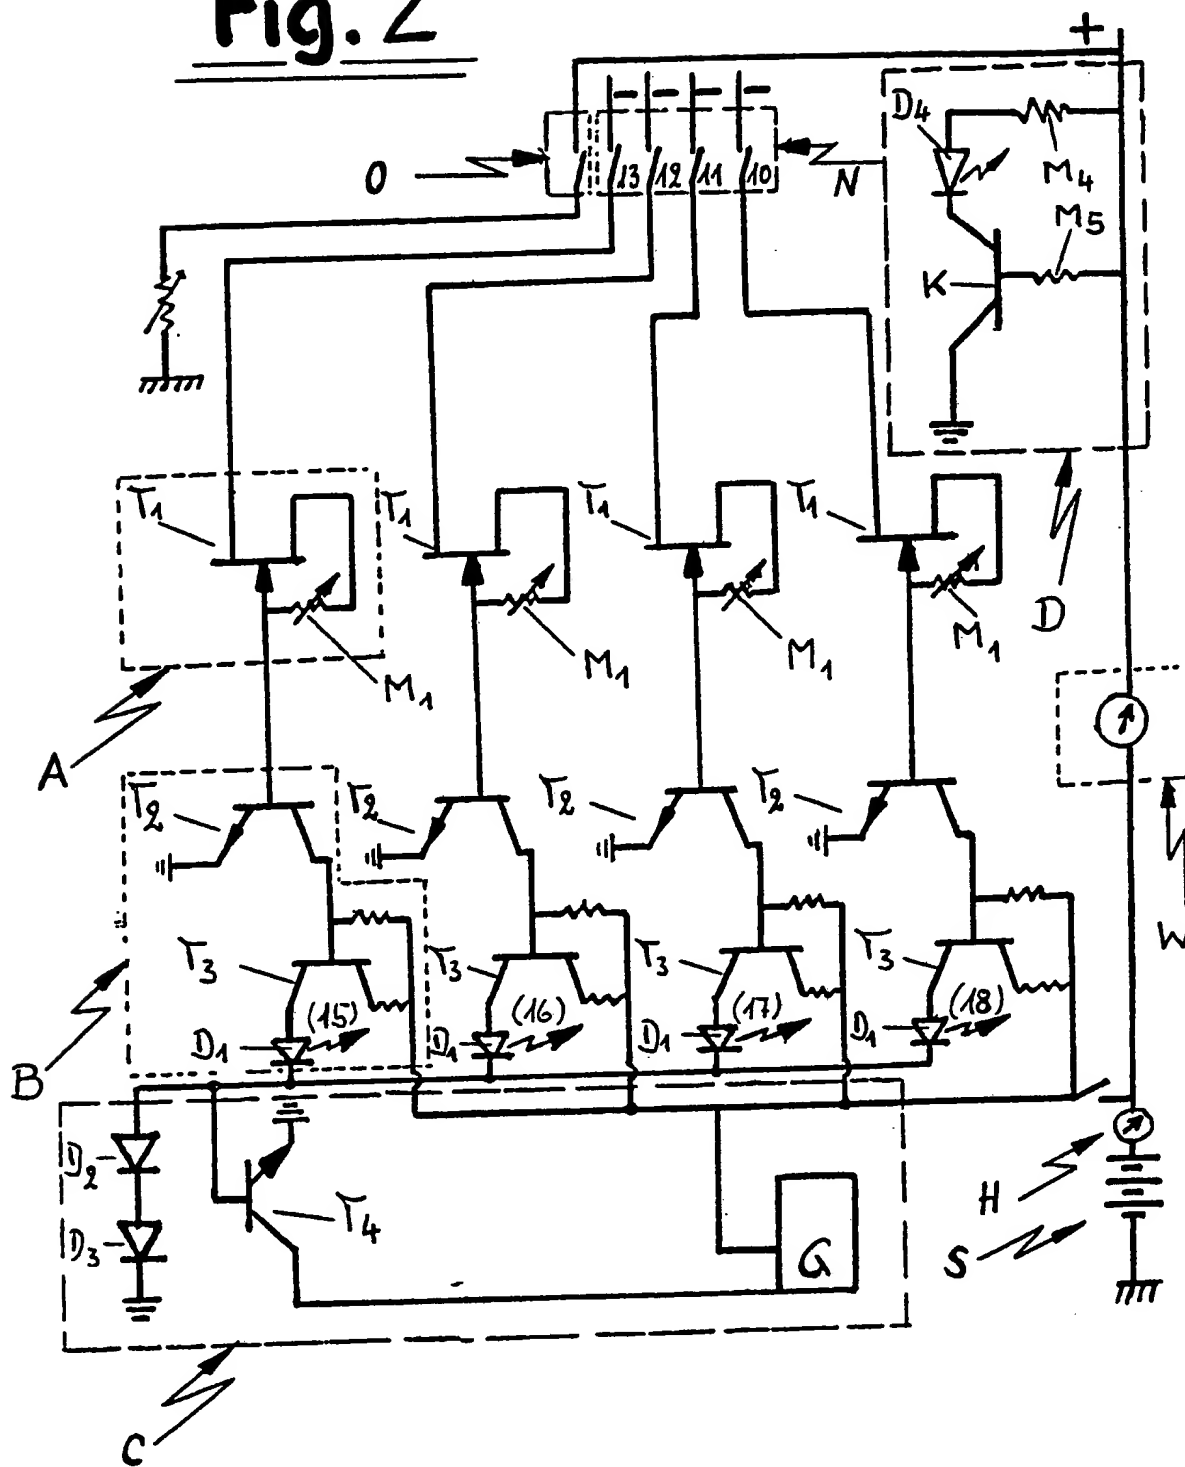 Fig. 2
+
D4
M4
M5
K
O
- - - -
13 12 11 10
N
D
T1 T1 T1 T1
M1 M1 M1 M1
A
T2 T2 T2 T2
W
T3 T3 T3 T3
(15) (16) (17) (18)
D1 D1 D1 D1
B
D2
T4
H
D3
G
S
C